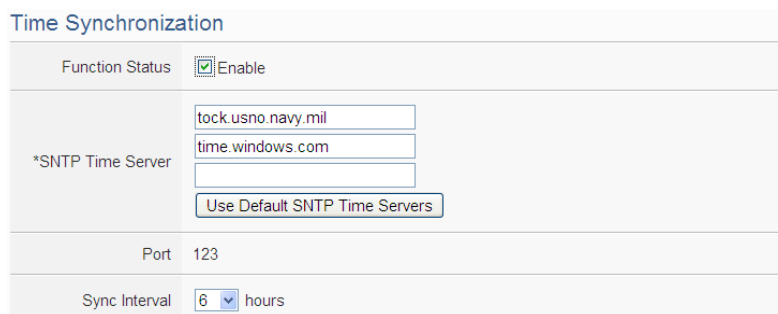 Time Synchronization
Function Status Enable
*SNTP Time Server
tock.usno.navy.mil
time.windows.com
Use Default SNTP Time Servers
Port 123
Sync Interval 6 hours